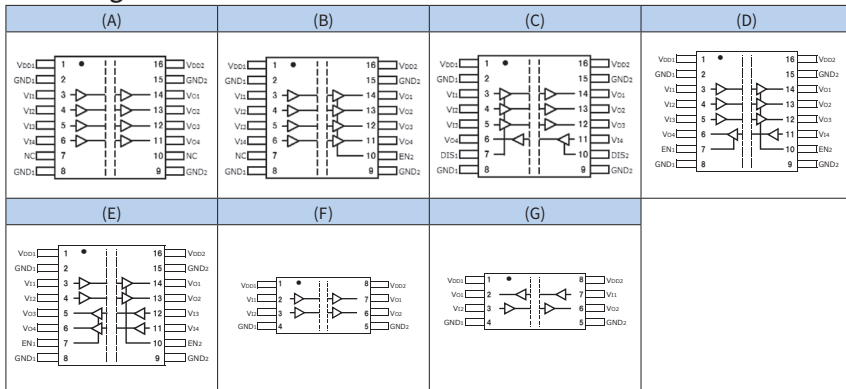 (A) (B) (C) (D)
VDD1 1 16 VDD2
GND1 2 15 GND2
VI1 3 14 VO1
VI2 4 13 VO2
VI3 5 12 VO3
VI4 6 11 VO4
NC 7 10 NC
GND1 8 9 GND2
VDD1 1 16 VDD2
GND1 2 15 GND2
VI1 3 14 VO1
VI2 4 13 VO2
VI3 5 12 VO3
VI4 6 11 VO4
NC 7 10 EN2
GND1 8 9 GND2
VDD1 1 16 VDD2
GND1 2 15 GND2
VI1 3 14 VO1
VI2 4 13 VO2
VI3 5 12 VO3
VO4 6 11 VI4
DIS1 7 10 DIS2
GND1 8 9 GND2
VDD1 1 16 VDD2
GND1 2 15 GND2
VI1 3 14 VO1
VI2 4 13 VO2
VI3 5 12 VO3
VO4 6 11 VI4
EN1 7 10 EN2
GND1 8 9 GND2
(E) (F) (G)
VDD1 1 16 VDD2
GND1 2 15 GND2
VI1 3 14 VO1
VI2 4 13 VO2
VO3 5 12 VI3
VO4 6 11 VI4
EN1 7 10 EN2
GND1 8 9 GND2
VDD1 1 8 VDD2
VI1 2 7 VO1
VI2 3 6 VO2
GND1 4 5 GND2
VDD1 1 8 VDD2
VO1 2 7 VI1
VI2 3 6 VO2
GND1 4 5 GND2